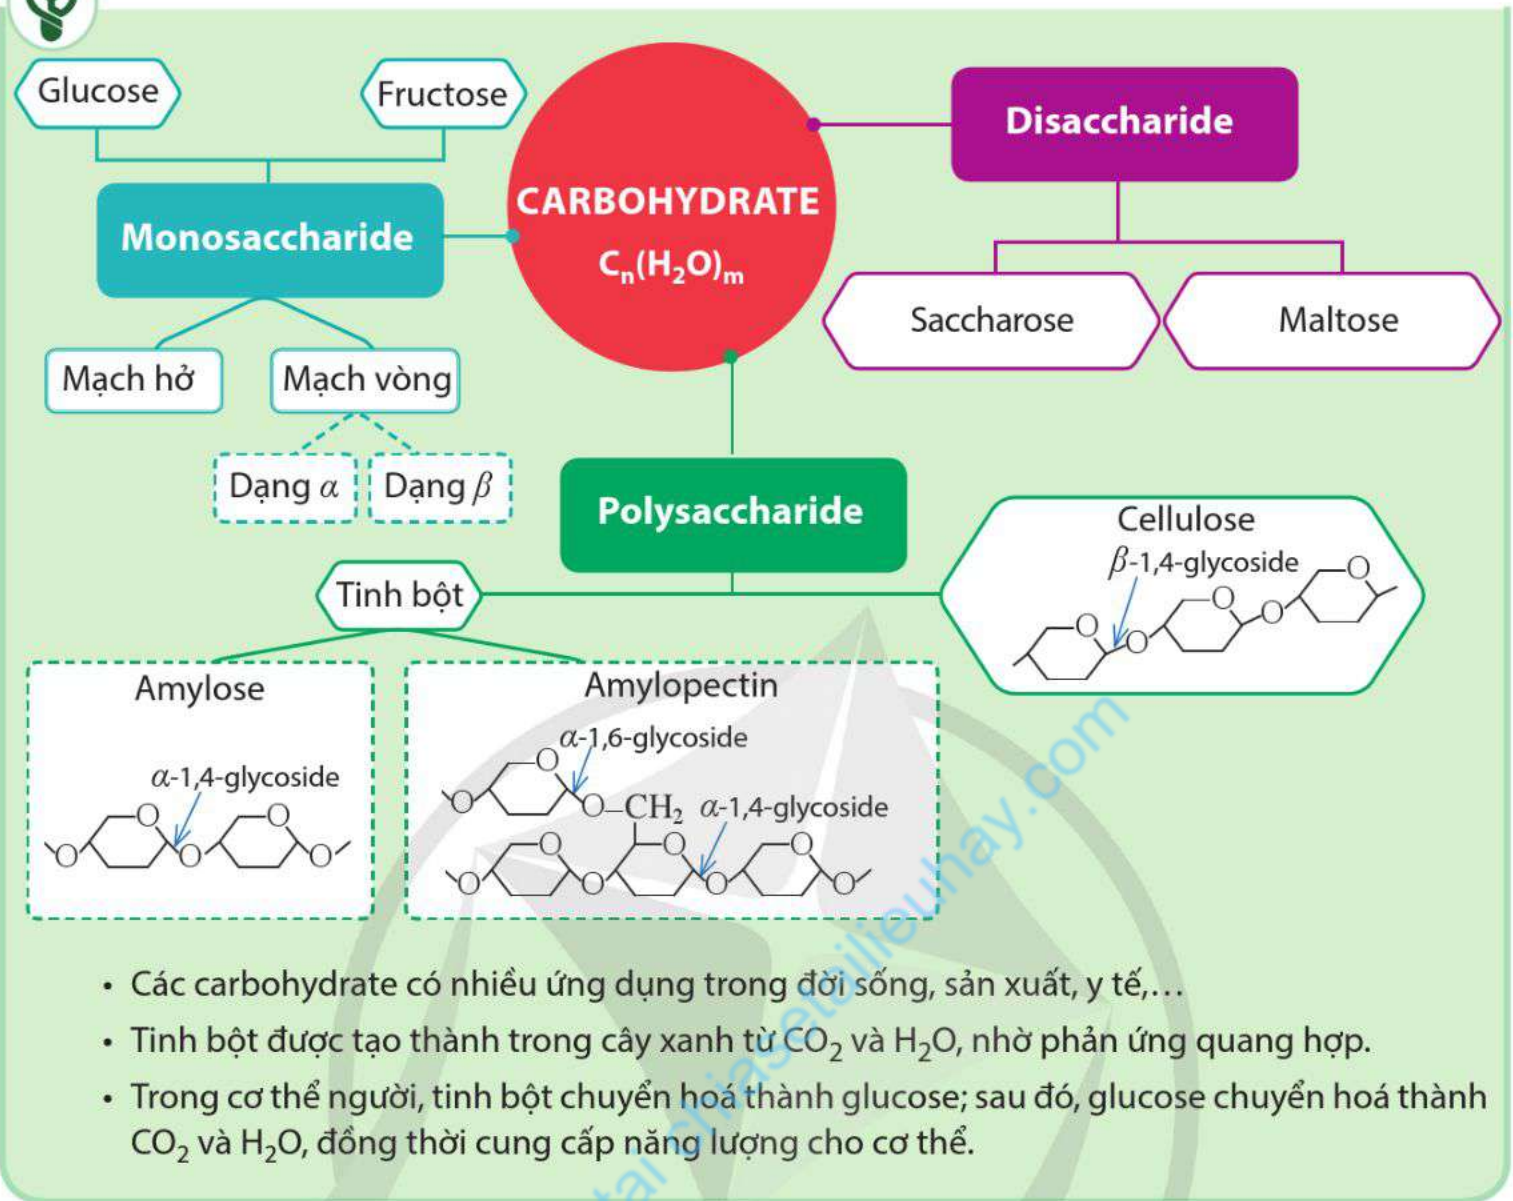 Glucose
Fructose
Monosaccharide
Mạch hở
Mạch vòng
Dạng α
Dạng β
CARBOHYDRATE
Cₙ(H₂O)ₘ
Disaccharide
Saccharose
Maltose
Polysaccharide
Tinh bột
Cellulose
β-1,4-glycoside
O
O
O
O
O
Amylose
α-1,4-glycoside
O
O
O
O
O
Amylopectin
α-1,6-glycoside
O
O
O–CH₂
α-1,4-glycoside
O
O
O
O
O
O
O
• Các carbohydrate có nhiều ứng dụng trong đời sống, sản xuất, y tế,...
• Tinh bột được tạo thành trong cây xanh từ CO₂ và H₂O, nhờ phản ứng quang hợp.
• Trong cơ thể người, tinh bột chuyển hoá thành glucose; sau đó, glucose chuyển hoá thành
CO₂ và H₂O, đồng thời cung cấp năng lượng cho cơ thể.
tai chiasetailieuhay.com